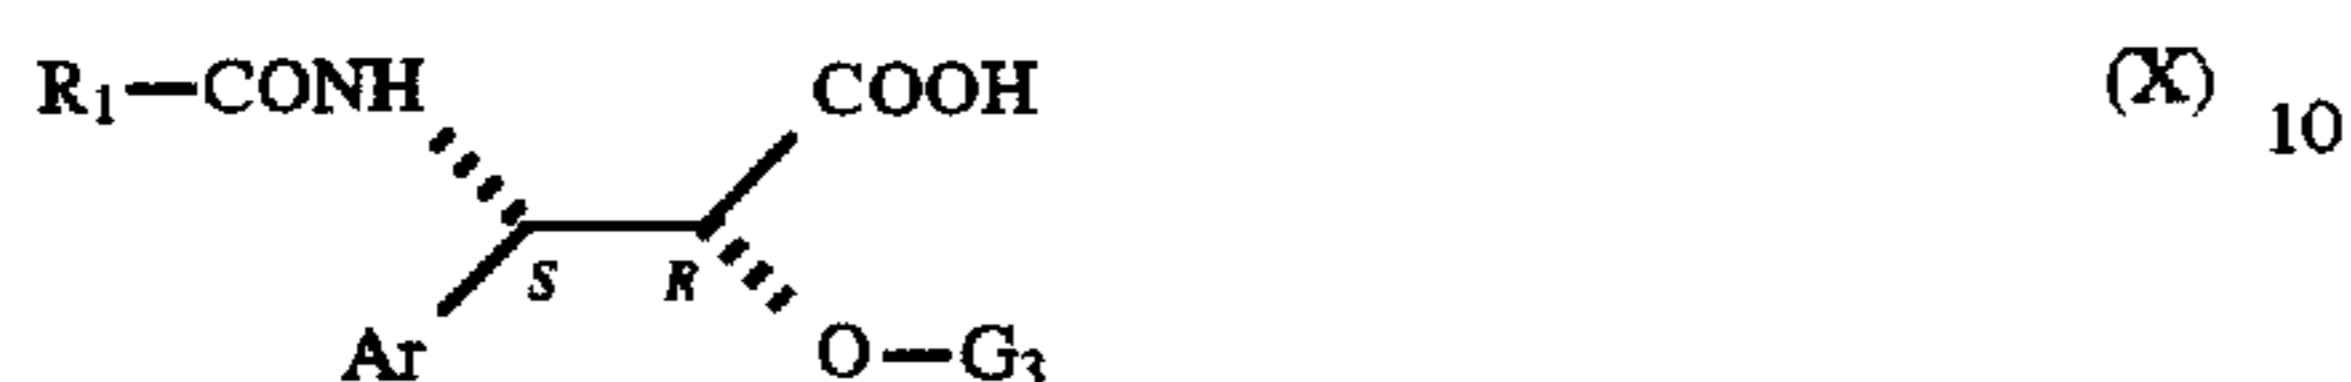 R₁—CONH COOH (X) 10
S R
Ar O—G₃